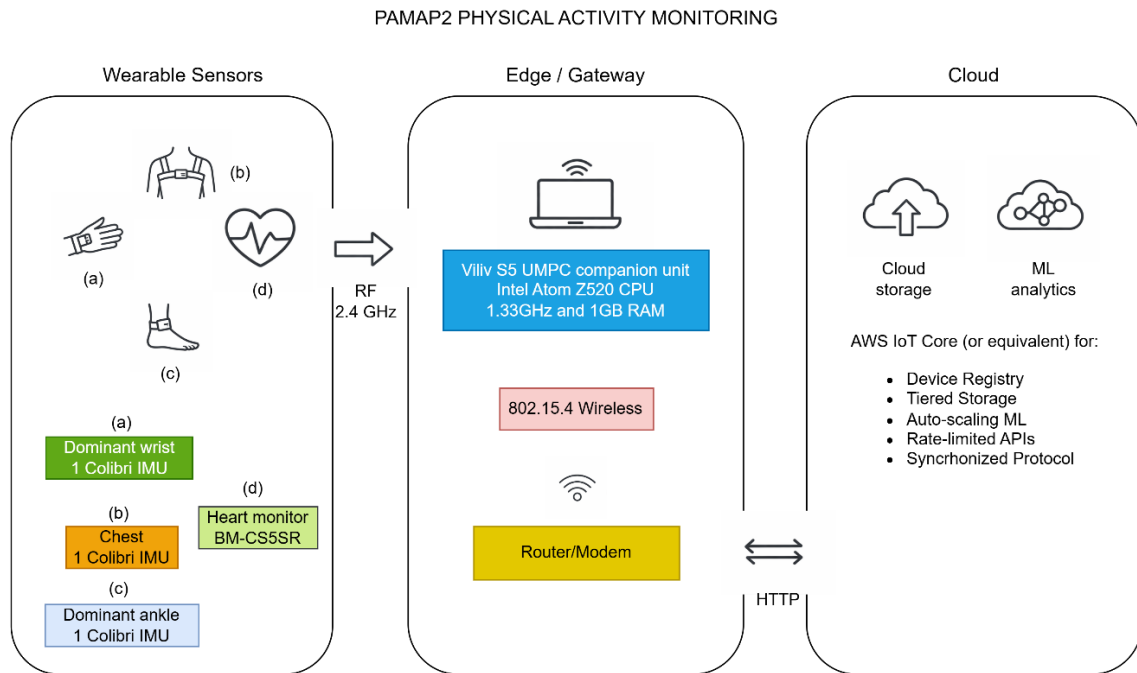 PAMAP2 PHYSICAL ACTIVITY MONITORING
Wearable Sensors
(b)
(a)
(d)
(c)
(a)
Dominant wrist
1 Colibri IMU
(d)
Heart monitor
BM-CS5SR
(b)
Chest
1 Colibri IMU
(c)
Dominant ankle
1 Colibri IMU
RF
2.4 GHz
Edge / Gateway
Viliv S5 UMPC companion unit
Intel Atom Z520 CPU
1.33GHz and 1GB RAM
802.15.4 Wireless
Router/Modem
HTTP
Cloud
Cloud
storage
ML
analytics
AWS IoT Core (or equivalent) for:
• Device Registry
• Tiered Storage
• Auto-scaling ML
• Rate-limited APIs
• Syncrhonized Protocol